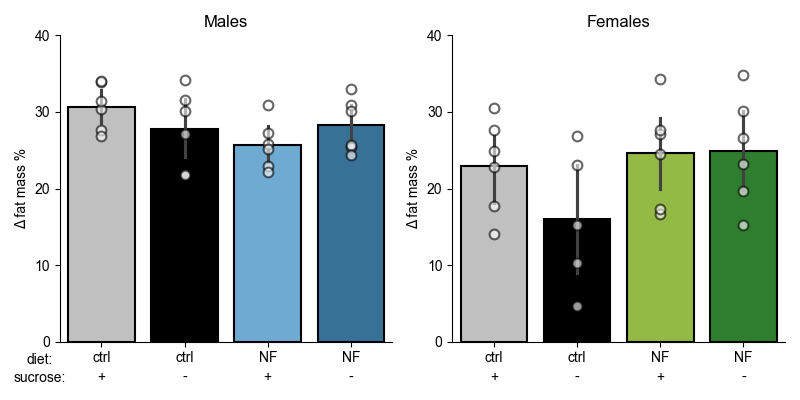 Males
Females
40
30
20
10
0
Δ fat mass %
40
30
20
10
0
Δ fat mass %
diet: ctrl ctrl NF NF
sucrose: + - + -
ctrl ctrl NF NF
+ - + -